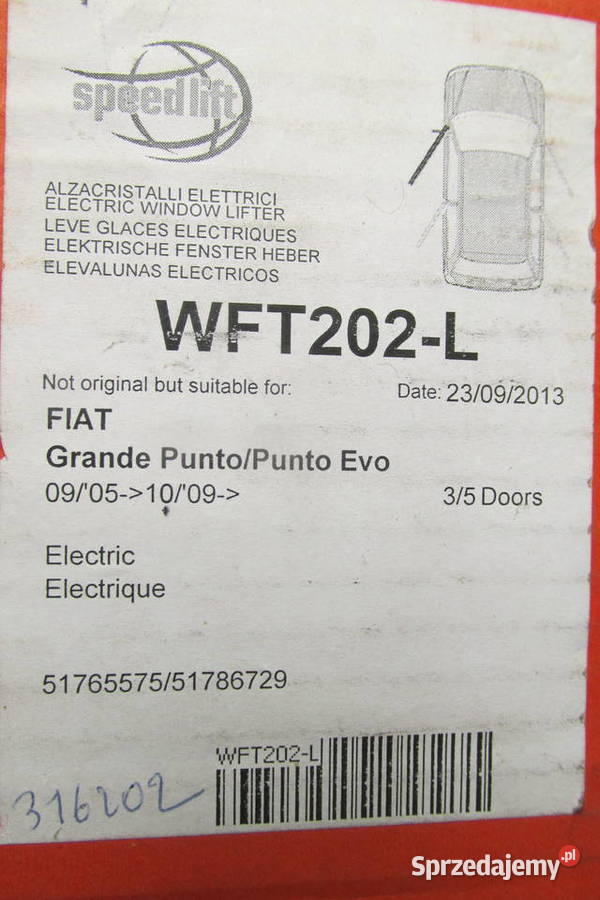 speedlift
ALZACRISTALLI ELETTRICI
ELECTRIC WINDOW LIFTER
LEVE GLACES ELECTRIQUES
ELEKTRISCHE FENSTER HEBER
ELEVALUNAS ELECTRICOS
WFT202-L
Not original but suitable for:
Date: 23/09/2013
FIAT
Grande Punto/Punto Evo
09/'05->10/'09->
3/5 Doors
Electric
Electrique
51765575/51786729
WFT202-L
316202
Sprzedajemy.pl